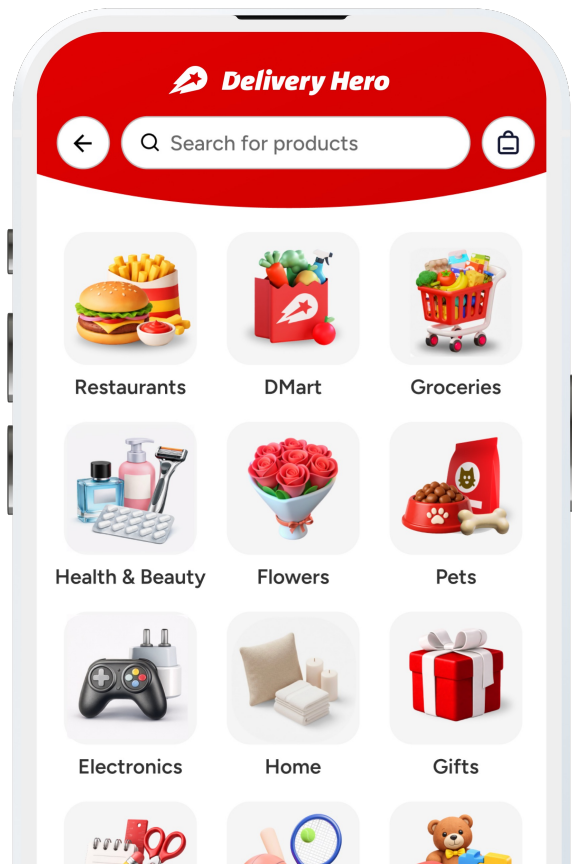 Delivery Hero
Search for products
Restaurants
DMart
Groceries
Health & Beauty
Flowers
Pets
Electronics
Home
Gifts